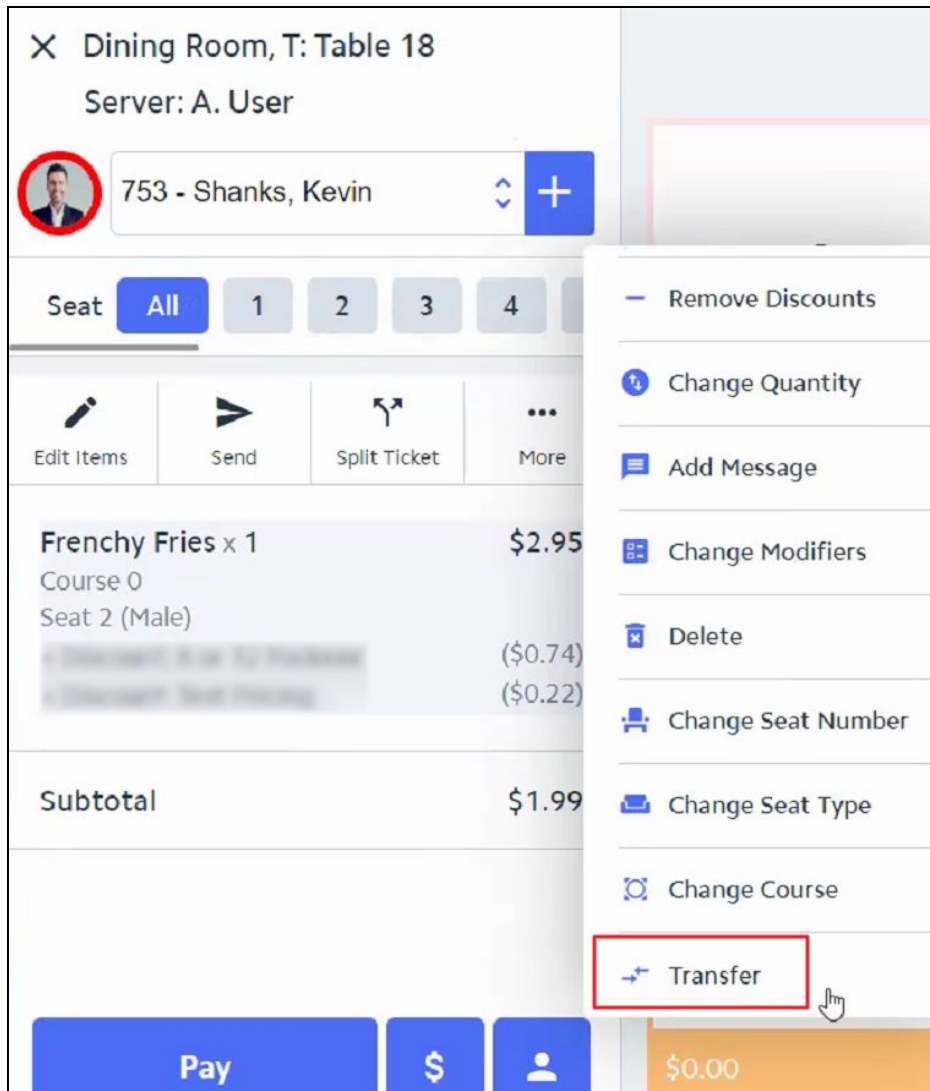 Dining Room, T: Table 18
Server: A. User
753 - Shanks, Kevin
Seat All 1 2 3 4
Edit Items Send Split Ticket More
Frenchy Fries x 1 $2.95
Course 0
Seat 2 (Male)
($0.74)
($0.22)
Subtotal $1.99
Pay $
Remove Discounts
Change Quantity
Add Message
Change Modifiers
Delete
Change Seat Number
Change Seat Type
Change Course
Transfer
$0.00